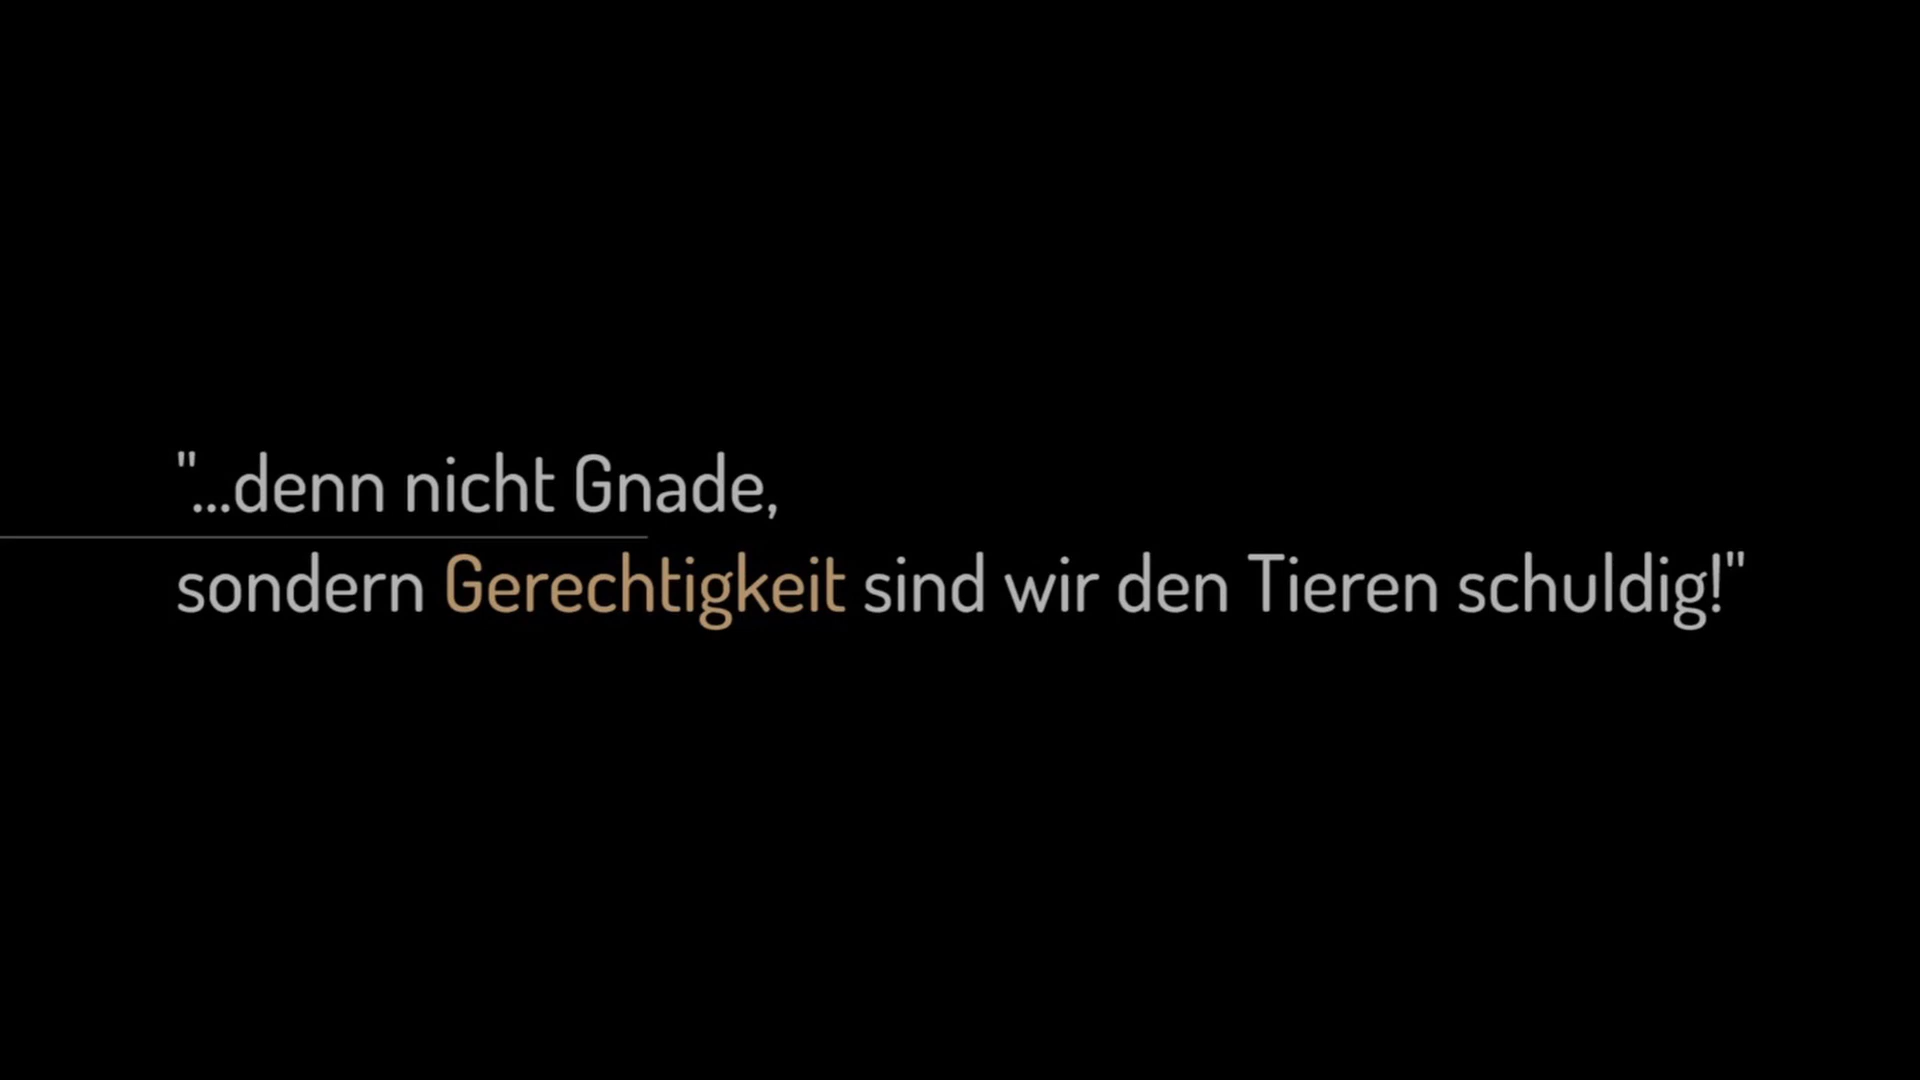 "...denn nicht Gnade,
sondern Gerechtigkeit sind wir den Tieren schuldig!"